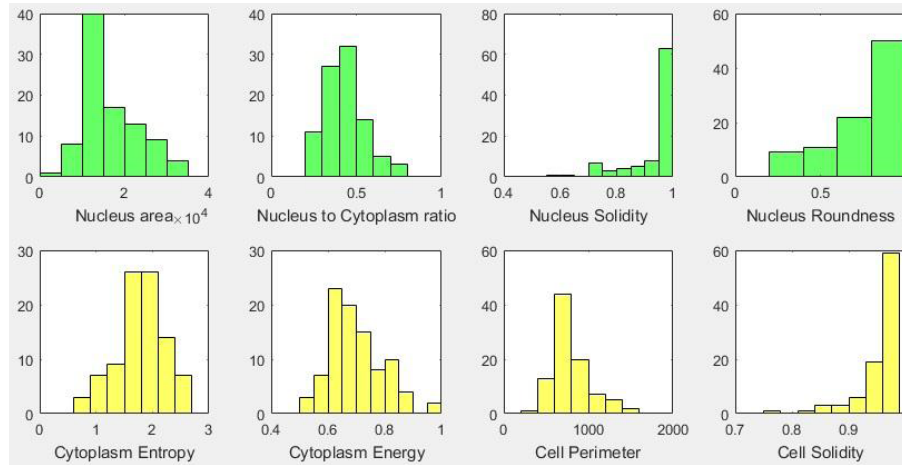 40
40
80
60
30
30
60
20
20
40
40
10
10
20
20
0
0
0
0
0 2 4
0 0.5 1
0.4 0.6 0.8 1
0 0.5
Nucleus area×10⁴
Nucleus to Cytoplasm ratio
Nucleus Solidity
Nucleus Roundness
30
30
60
60
20
20
40
40
10
10
20
20
0
0
0
0
0 1 2 3
0.4 0.6 0.8 1
0 1000 2000
0.7 0.8 0.9
Cytoplasm Entropy
Cytoplasm Energy
Cell Perimeter
Cell Solidity